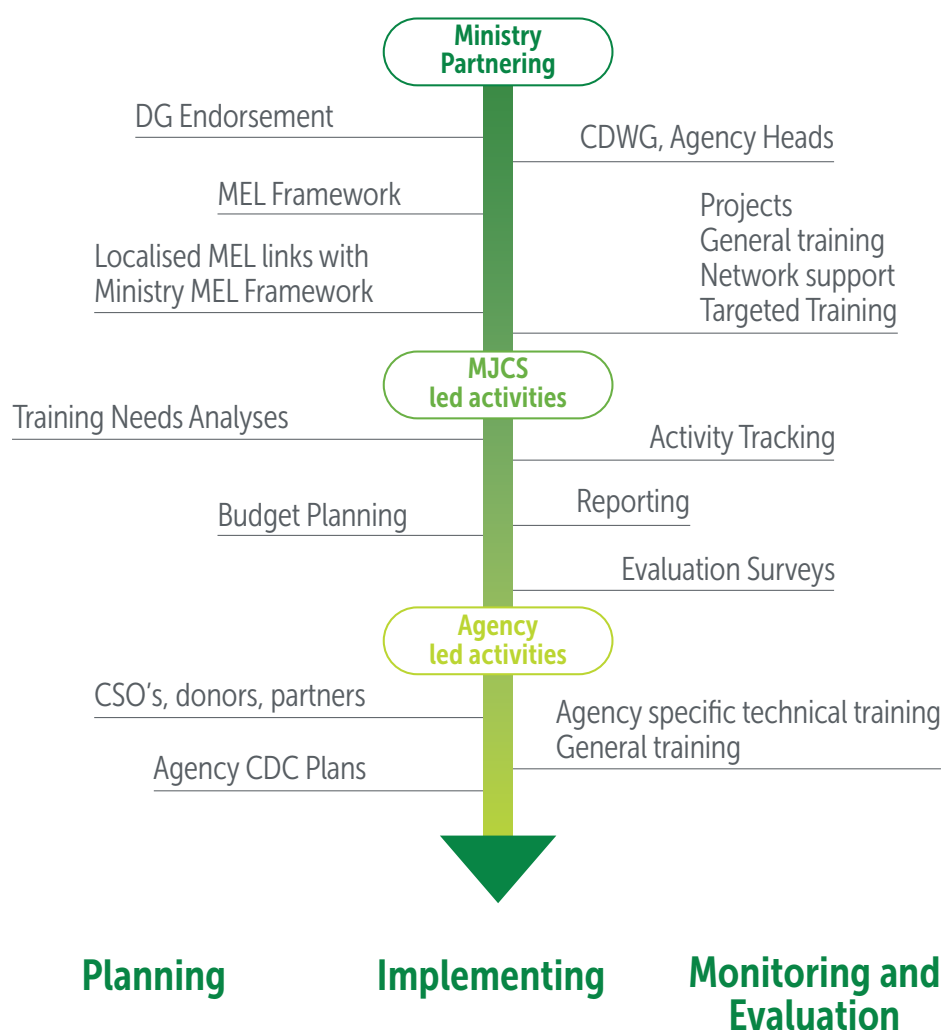 Ministry
Partnering
DG Endorsement
CDWG, Agency Heads
MEL Framework
Projects
General training
Network support
Targeted Training
Localised MEL links with
Ministry MEL Framework
MJCS
led activities
Training Needs Analyses
Activity Tracking
Budget Planning
Reporting
Evaluation Surveys
Agency
led activities
CSO's, donors, partners
Agency specific technical training
General training
Agency CDC Plans
Planning
Implementing
Monitoring and
Evaluation